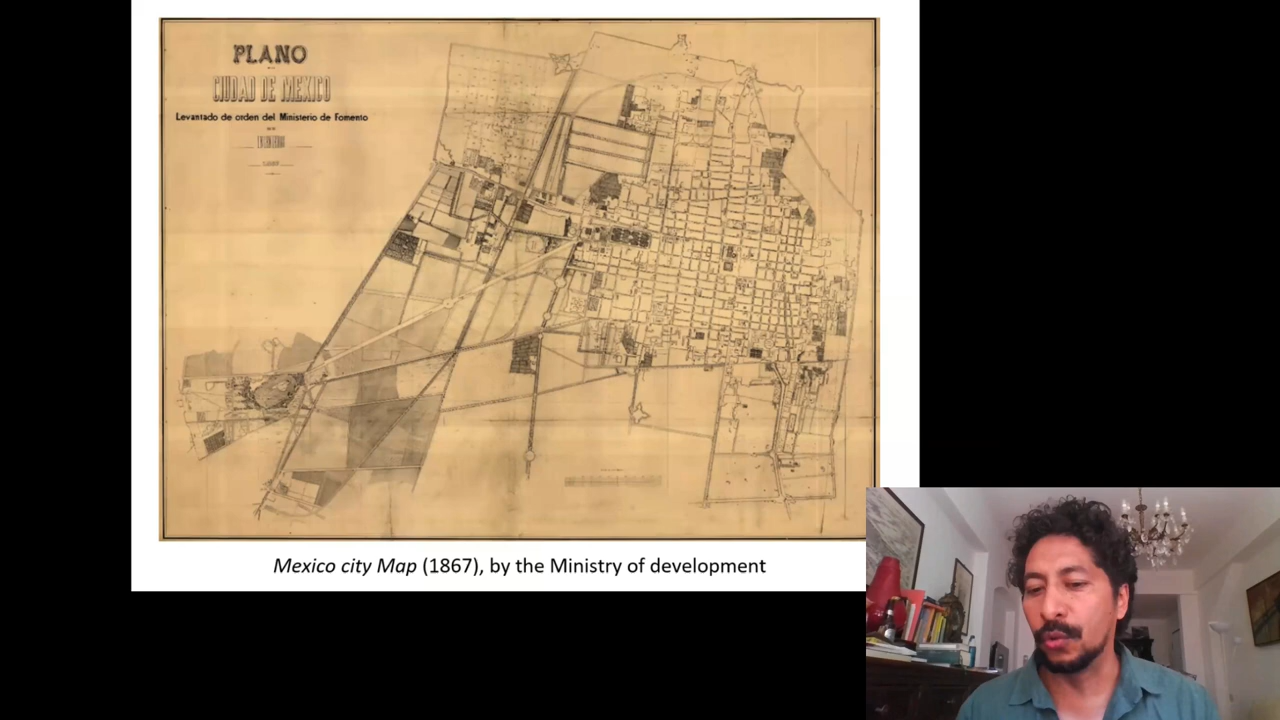 PLANO
CIUDAD DE MEXICO
Levantado de orden del Ministerio de Fomento
Mexico city Map (1867), by the Ministry of development